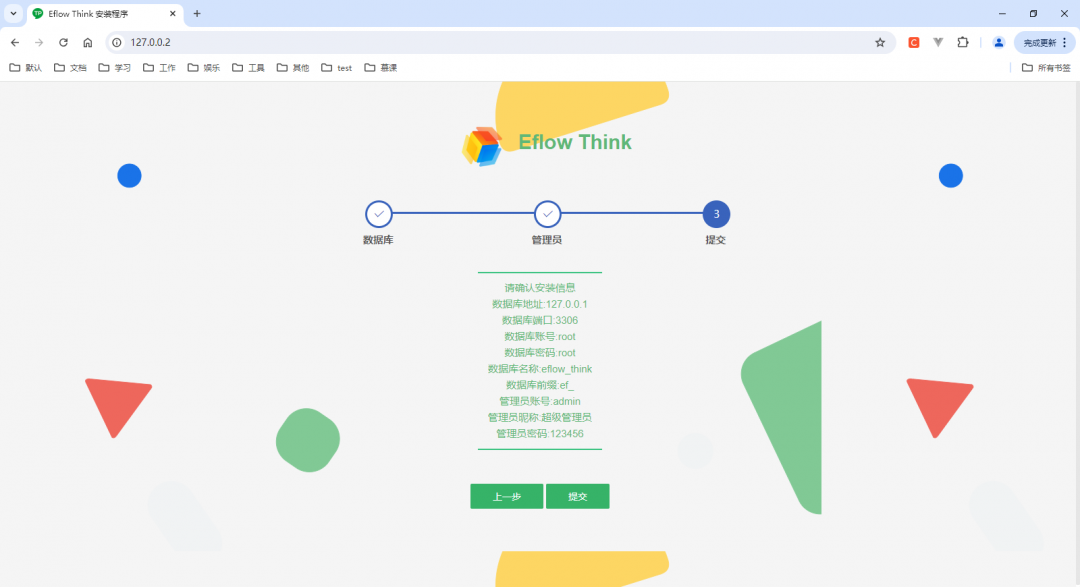 Eflow Think 安装程序
127.0.0.2
完成更新
默认
文档
学习
工作
娱乐
工具
其他
test
慕课
所有书签
Eflow Think
3
数据库
管理员
提交
请确认安装信息
数据库地址:127.0.0.1
数据库端口:3306
数据库账号:root
数据库密码:root
数据库名称:eflow_think
数据库前缀:ef_
管理员账号:admin
管理员昵称:超级管理员
管理员密码:123456
上一步
提交